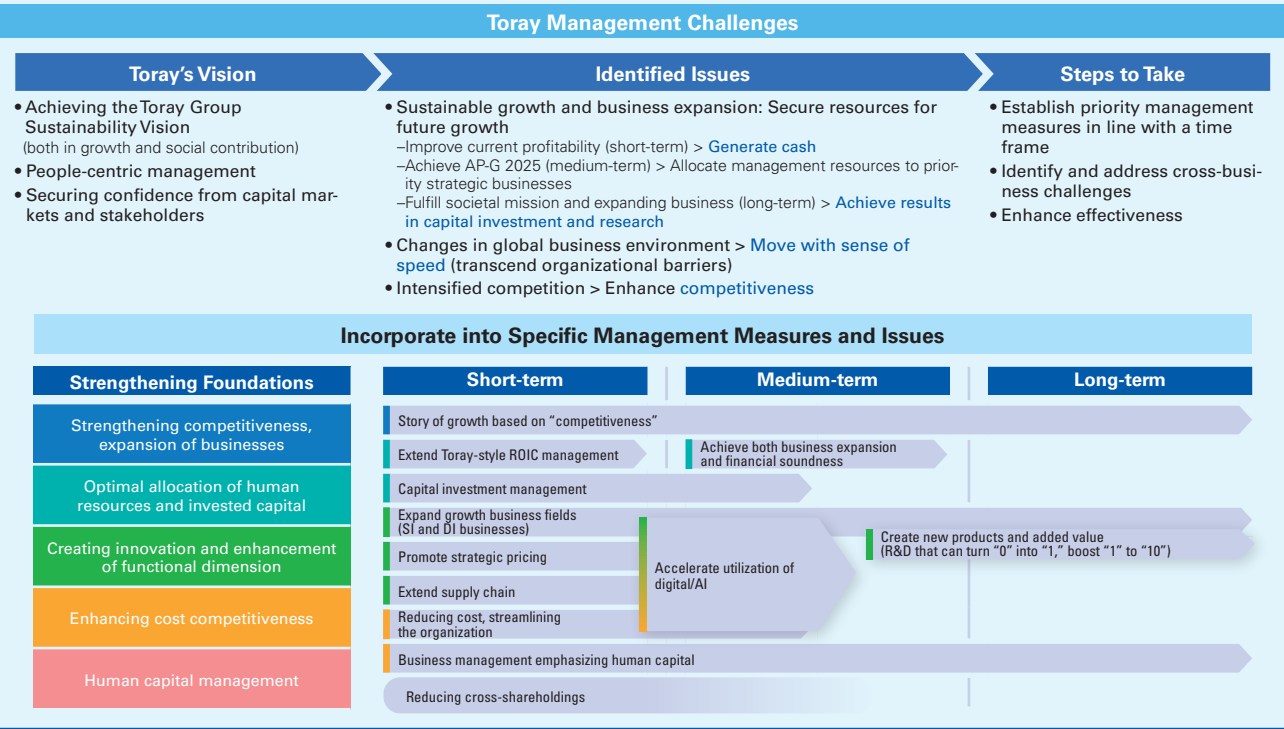 Toray Management Challenges
Toray's Vision
• Achieving the Toray Group
Sustainability Vision
(both in growth and social contribution)
• People-centric management
• Securing confidence from capital mar-
kets and stakeholders
Identified Issues
• Sustainable growth and business expansion: Secure resources for
future growth
–Improve current profitability (short-term) > Generate cash
–Achieve AP-G 2025 (medium-term) > Allocate management resources to prior-
ity strategic businesses
–Fulfill societal mission and expanding business (long-term) > Achieve results
in capital investment and research
• Changes in global business environment > Move with sense of
speed (transcend organizational barriers)
• Intensified competition > Enhance competitiveness
Steps to Take
• Establish priority management
measures in line with a time
frame
• Identify and address cross-busi-
ness challenges
• Enhance effectiveness
Incorporate into Specific Management Measures and Issues
Strengthening Foundations
Strengthening competitiveness,
expansion of businesses
Optimal allocation of human
resources and invested capital
Creating innovation and enhancement
of functional dimension
Enhancing cost competitiveness
Human capital management
Short-term
Medium-term
Long-term
Story of growth based on “competitiveness”
Extend Toray-style ROIC management
Achieve both business expansion
and financial soundness
Capital investment management
Expand growth business fields
(SI and DI businesses)
Promote strategic pricing
Extend supply chain
Reducing cost, streamlining
the organization
Accelerate utilization of
digital/AI
Create new products and added value
(R&D that can turn “0” into “1,” boost “1” to “10”)
Business management emphasizing human capital
Reducing cross-shareholdings